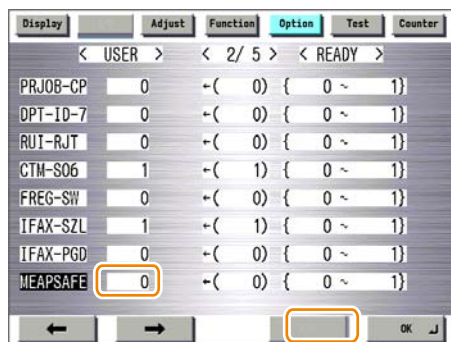 Display Adjust Function Option Test Counter
< USER > < 2/ 5 > < READY >
PRJOB-CP 0 ←( 0) { 0 ~ 1}
DPT-ID-7 0 ←( 0) { 0 ~ 1}
RUI-RJT 0 ←( 0) { 0 ~ 1}
CTM-S06 1 ←( 1) { 0 ~ 1}
FREG-SW 0 ←( 0) { 0 ~ 1}
IFAX-SZL 1 ←( 1) { 0 ~ 1}
IFAX-PGD 0 ←( 0) { 0 ~ 1}
MEAPSAFE 0 ←( 0) { 0 ~ 1}
← → OK ┘